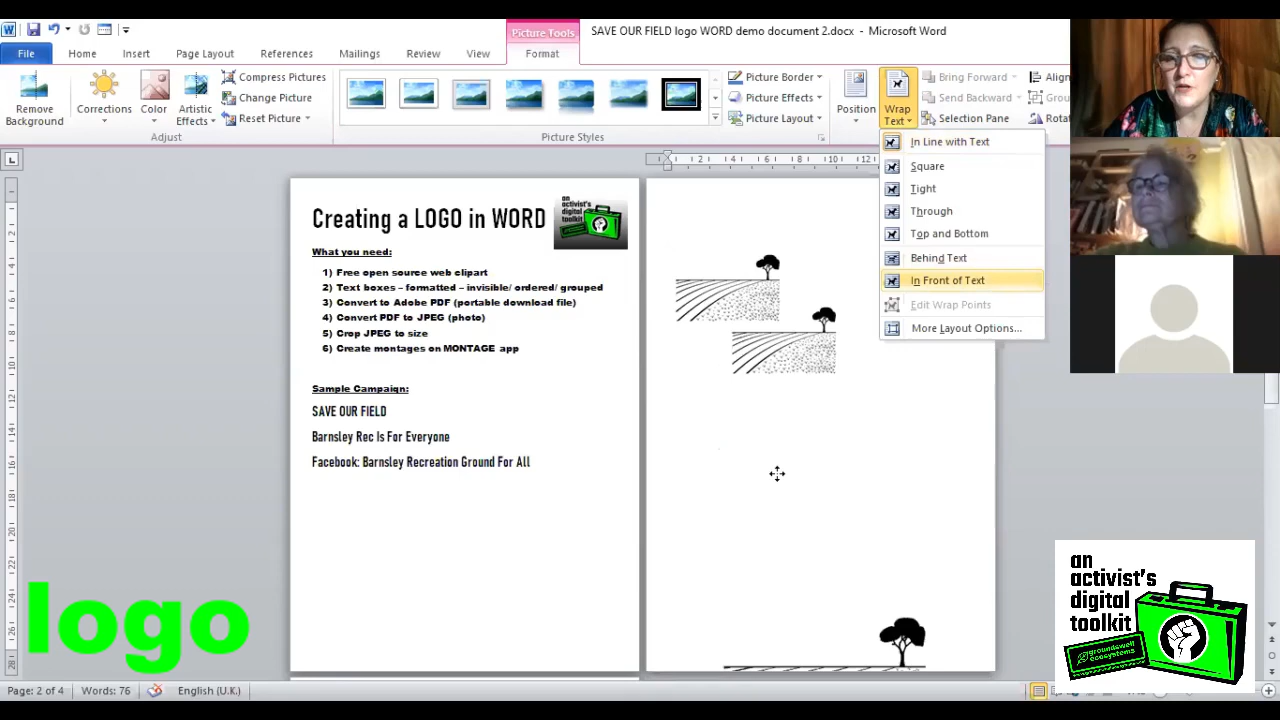 SAVE OUR FIELD logo WORD demo document 2.docx - Microsoft Word
Picture Tools
File Home Insert Page Layout References Mailings Review View Format
Remove Background
Corrections
Color
Artistic Effects
Compress Pictures
Change Picture
Reset Picture
Adjust
Picture Styles
Picture Border
Picture Effects
Picture Layout
Position
Wrap Text
Bring Forward
Send Backward
Selection Pane
In Line with Text
Square
Tight
Through
Top and Bottom
Behind Text
In Front of Text
Edit Wrap Points
More Layout Options...
Creating a LOGO in WORD
an activist's digital toolkit
What you need:
1) Free open source web clipart
2) Text boxes – formatted – invisible/ ordered/ grouped
3) Convert to Adobe PDF (portable download file)
4) Convert PDF to JPEG (photo)
5) Crop JPEG to size
6) Create montages on MONTAGE app
Sample Campaign:
SAVE OUR FIELD
Barnsley Rec Is For Everyone
Facebook: Barnsley Recreation Ground For All
logo
an
activist's
digital
toolkit
groundswell
ecosystems
Page: 2 of 4 Words: 76 English (U.K.)